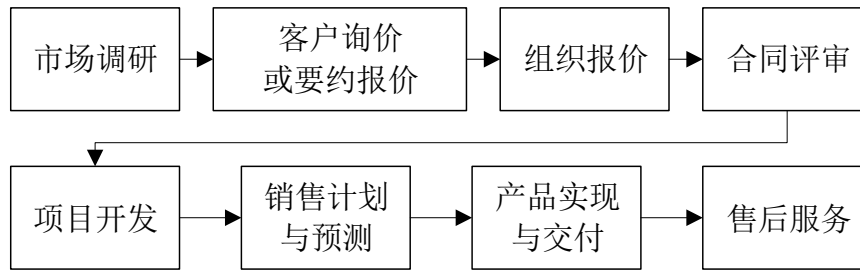 市场调研
客户询价
或要约报价
组织报价
合同评审
项目开发
销售计划
与预测
产品实现
与交付
售后服务